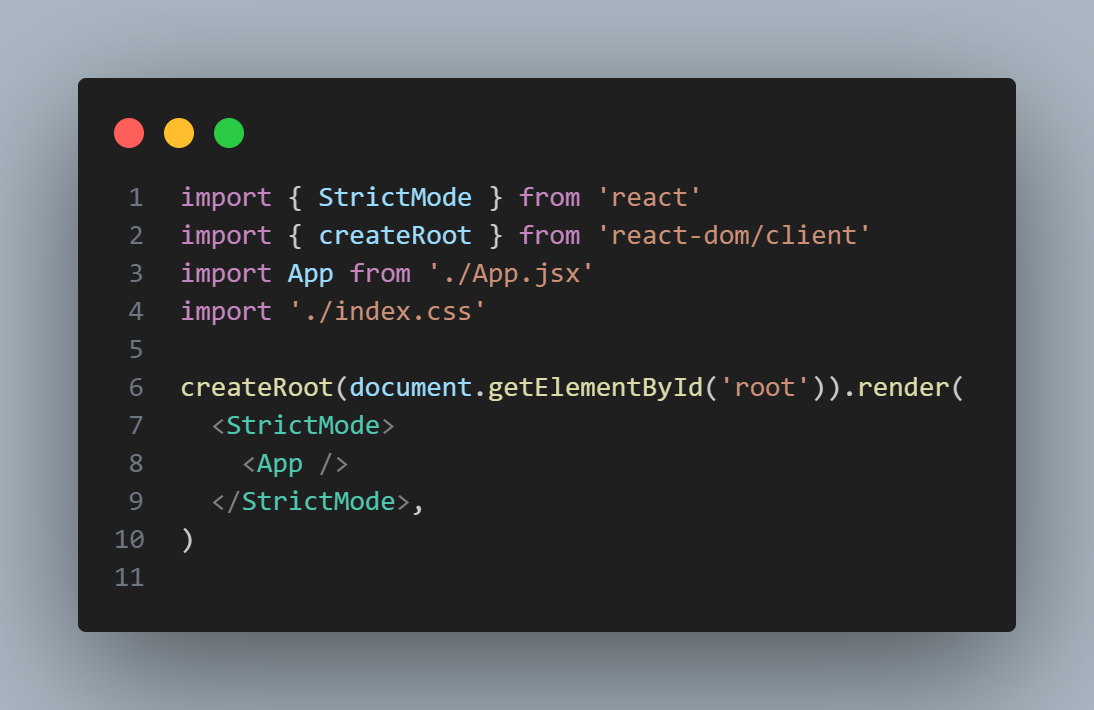 1 import { StrictMode } from 'react'
2 import { createRoot } from 'react-dom/client'
3 import App from './App.jsx'
4 import './index.css'
5
6 createRoot(document.getElementById('root')).render(
7   <StrictMode>
8     <App />
9   </StrictMode>,
10 )
11